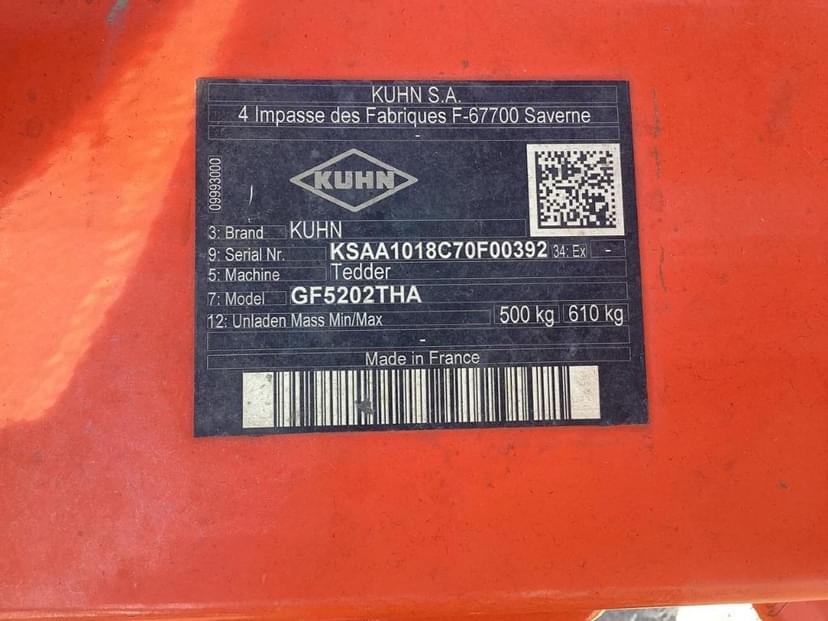 KUHN S.A.
4 Impasse des Fabriques F-67700 Saverne
-
09993000
KUHN
3: Brand KUHN
9: Serial Nr. KSAA1018C70F00392 34: Ex -
5: Machine Tedder
7: Model GF5202THA
12: Unladen Mass Min/Max 500 kg 610 kg
-
Made in France